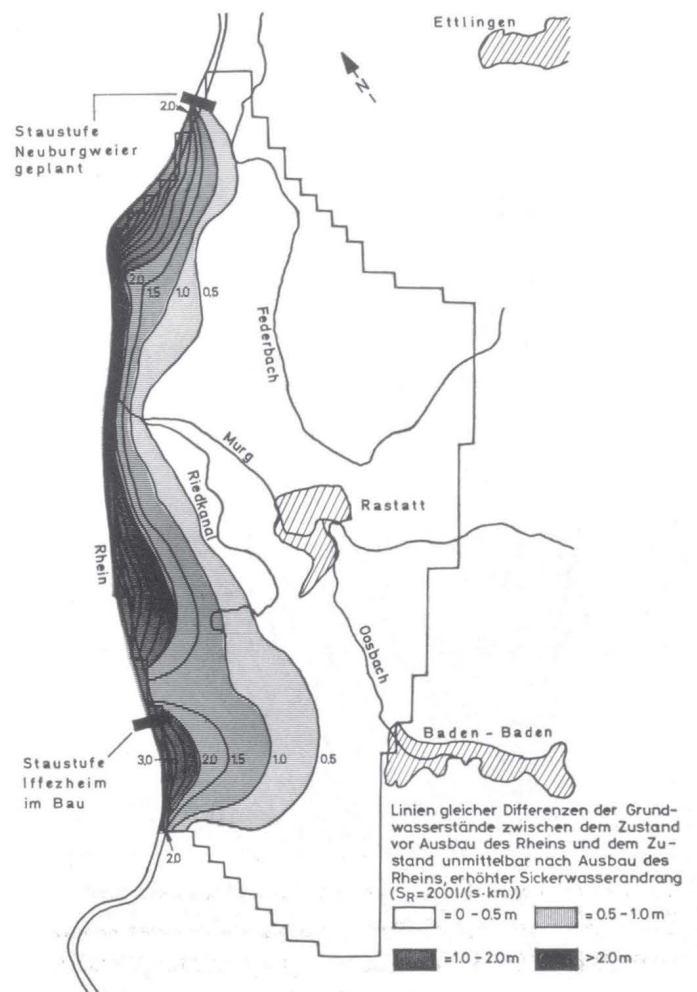 Ettlingen
N
2.0
Staustufe
Neuburgweier
geplant
2.0
1.5
1.0
0.5
Federbach
Murg
Riedkanal
Rastatt
Rhein
Oosbach
Baden - Baden
Staustufe
Iffezheim
im Bau
3.0
2.0
1.5
1.0
0.5
2.0
Linien gleicher Differenzen der Grund-
wasserstände zwischen dem Zustand
vor Ausbau des Rheins und dem Zu-
stand unmittelbar nach Ausbau des
Rheins, erhöhter Sickerwasserandrang
(SR=200l/(s·km))
=0 - 0.5 m
=0.5 - 1.0 m
=1.0 - 2.0 m
>2.0 m